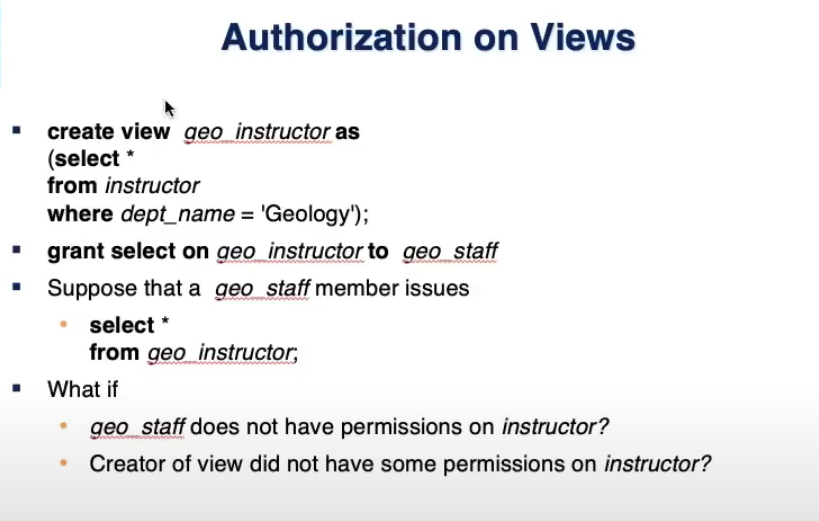 Authorization on Views
create view geo_instructor as
(select *
from instructor
where dept_name = 'Geology');
grant select on geo_instructor to geo_staff
Suppose that a geo_staff member issues
select *
from geo_instructor;
What if
geo_staff does not have permissions on instructor?
Creator of view did not have some permissions on instructor?